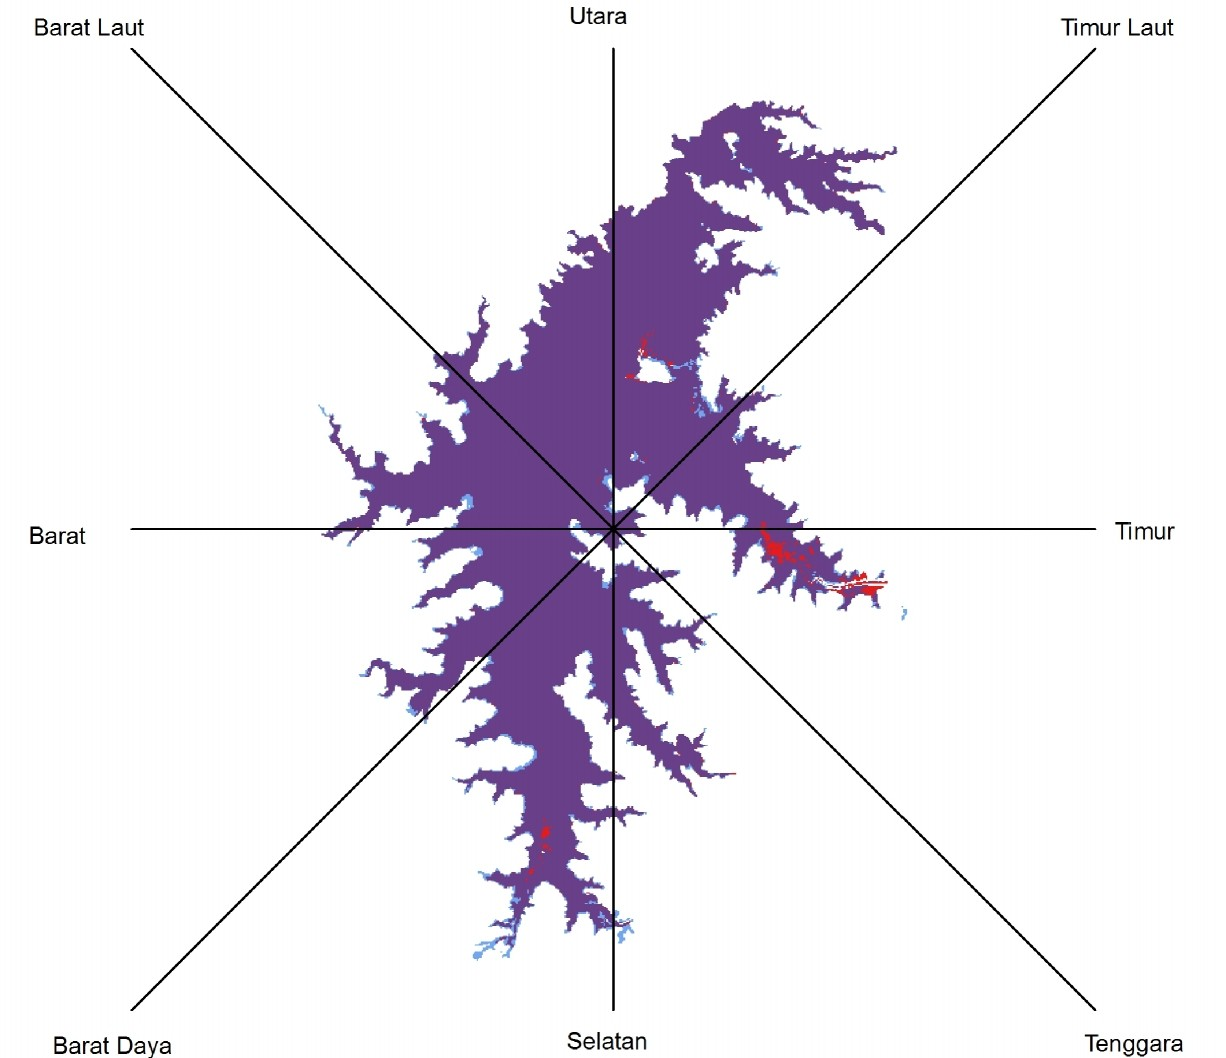 Utara
Barat Laut
Timur Laut
Barat
Timur
Barat Daya
Selatan
Tenggara